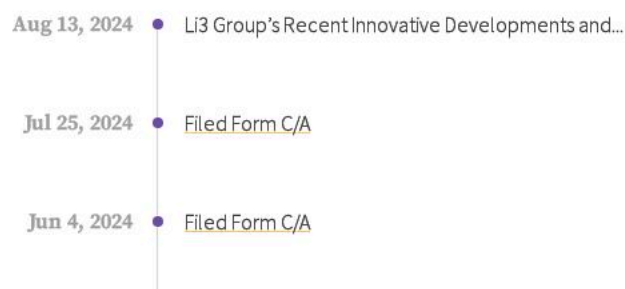 Aug 13, 2024 Li3 Group's Recent Innovative Developments and...
Jul 25, 2024 Filed Form C/A
Jun 4, 2024 Filed Form C/A